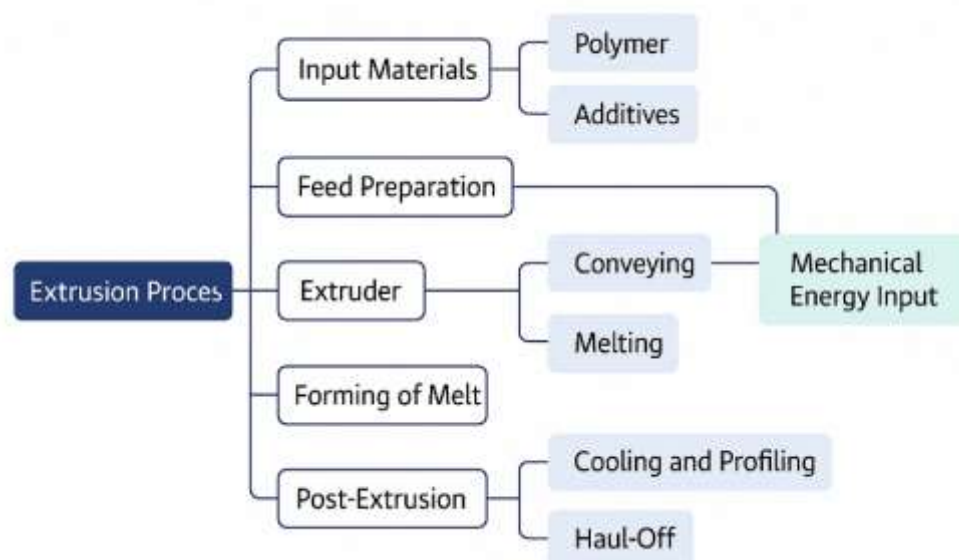 Extrusion Proces
Input Materials
Polymer
Additives
Feed Preparation
Extruder
Conveying
Melting
Mechanical
Energy Input
Forming of Melt
Post-Extrusion
Cooling and Profiling
Haul-Off